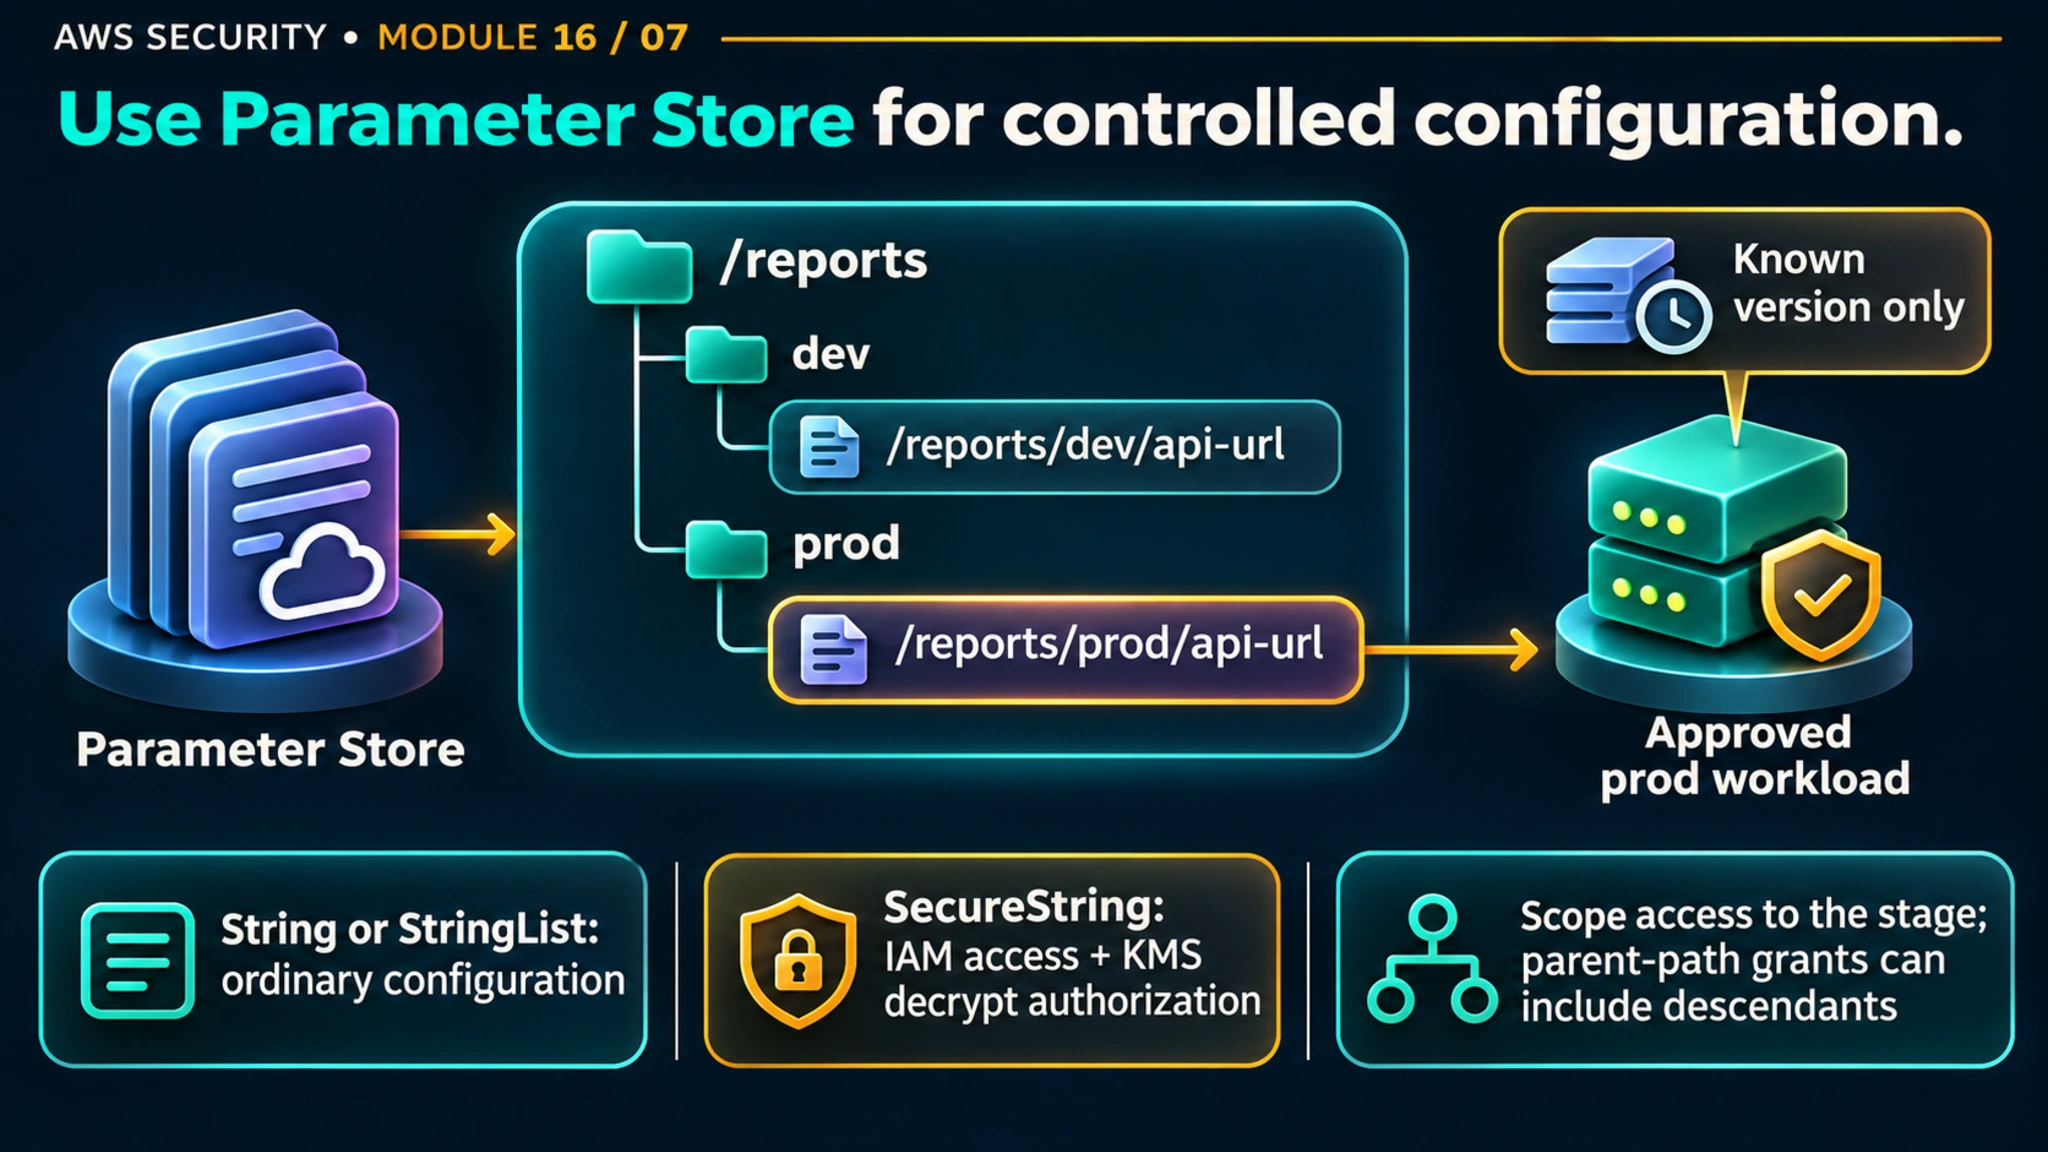 AWS SECURITY • MODULE 16 / 07
Use Parameter Store for controlled configuration.
/reports
dev
/reports/dev/api-url
prod
/reports/prod/api-url
Known
version only
Parameter Store
Approved
prod workload
String or StringList:
ordinary configuration
SecureString:
IAM access + KMS
decrypt authorization
Scope access to the stage;
parent-path grants can
include descendants